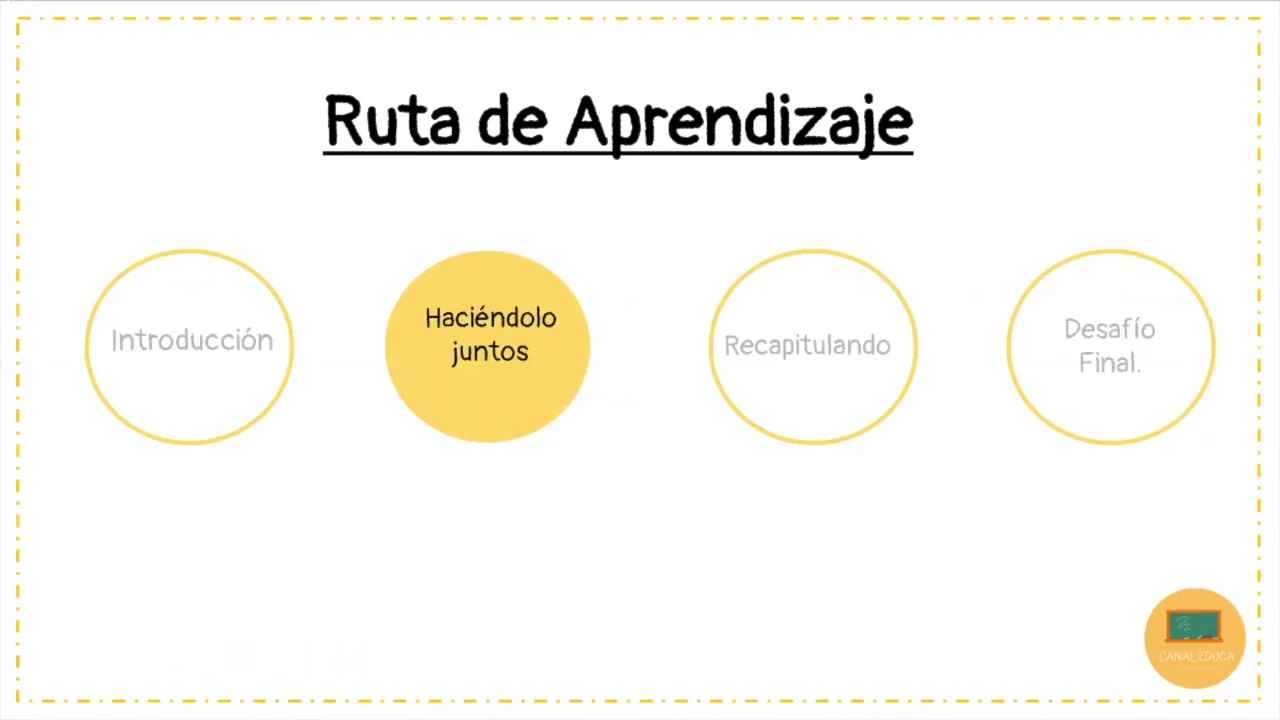 Ruta de Aprendizaje
Introducción
Haciéndolo
juntos
Recapitulando
Desafío
Final.
CANAL EDUCA